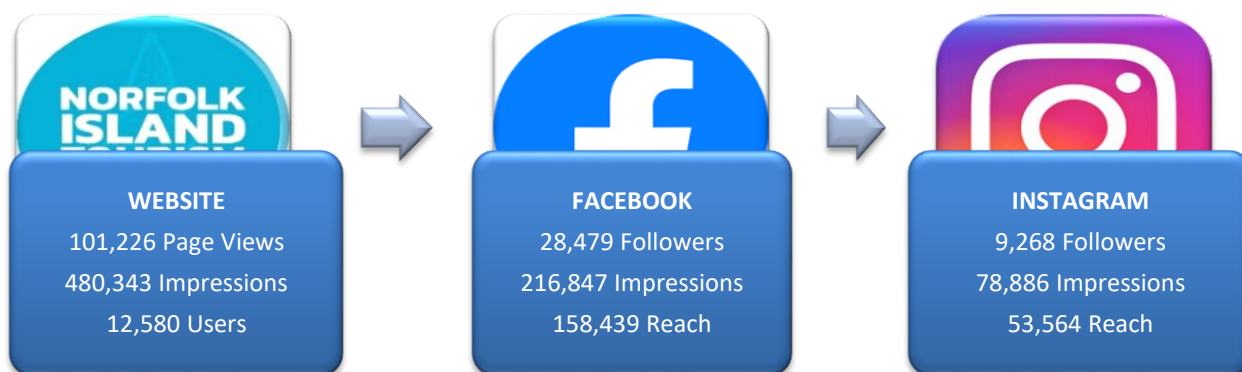 NORFOLK
ISLAND
TOURISM
WEBSITE
101,226 Page Views
480,343 Impressions
12,580 Users
FACEBOOK
28,479 Followers
216,847 Impressions
158,439 Reach
INSTAGRAM
9,268 Followers
78,886 Impressions
53,564 Reach